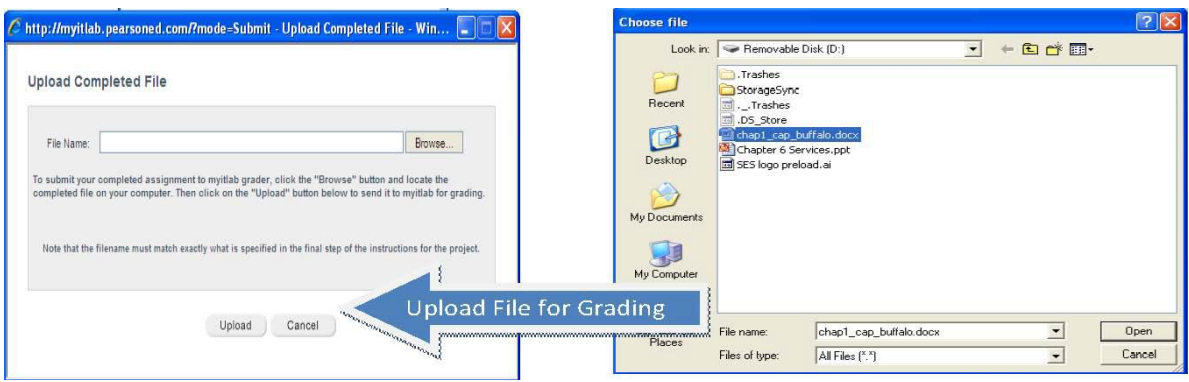 http://myitlab.pearsoned.com/?mode=Submit - Upload Completed File - Win...
Upload Completed File
File Name:
Browse...
To submit your completed assignment to myitlab grader, click the "Browse" button and locate the
completed file on your computer. Then click on the "Upload" button below to send it to myitlab for grading.
Note that the filename must match exactly what is specified in the final step of the instructions for the project.
Upload
Cancel
Upload File for Grading
Choose file
Look in:
Removable Disk (D:)
Recent
Desktop
My Documents
My Computer
Places
.Trashes
StorageSync
._.Trashes
.DS_Store
chap1_cap_buffalo.docx
Chapter 6 Services.ppt
SES logo preload.ai
File name:
chap1_cap_buffalo.docx
Open
Files of type:
All Files (*.*)
Cancel